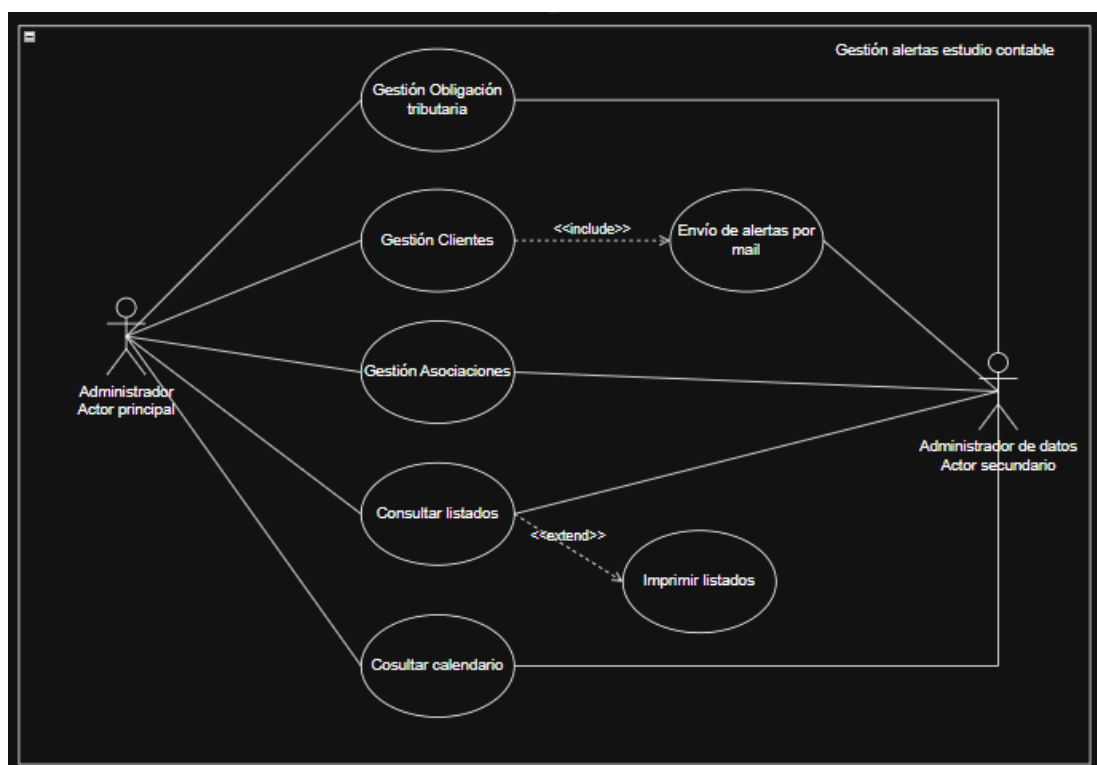 Gestión alertas estudio contable
Gestión Obligación
tributaria
Gestión Clientes
<<include>>
Envío de alertas por
mail
Gestión Asociaciones
Administrador
Actor principal
Administrador de datos
Actor secundario
Consultar listados
<<extend>>
Imprimir listados
Cosultar calendario